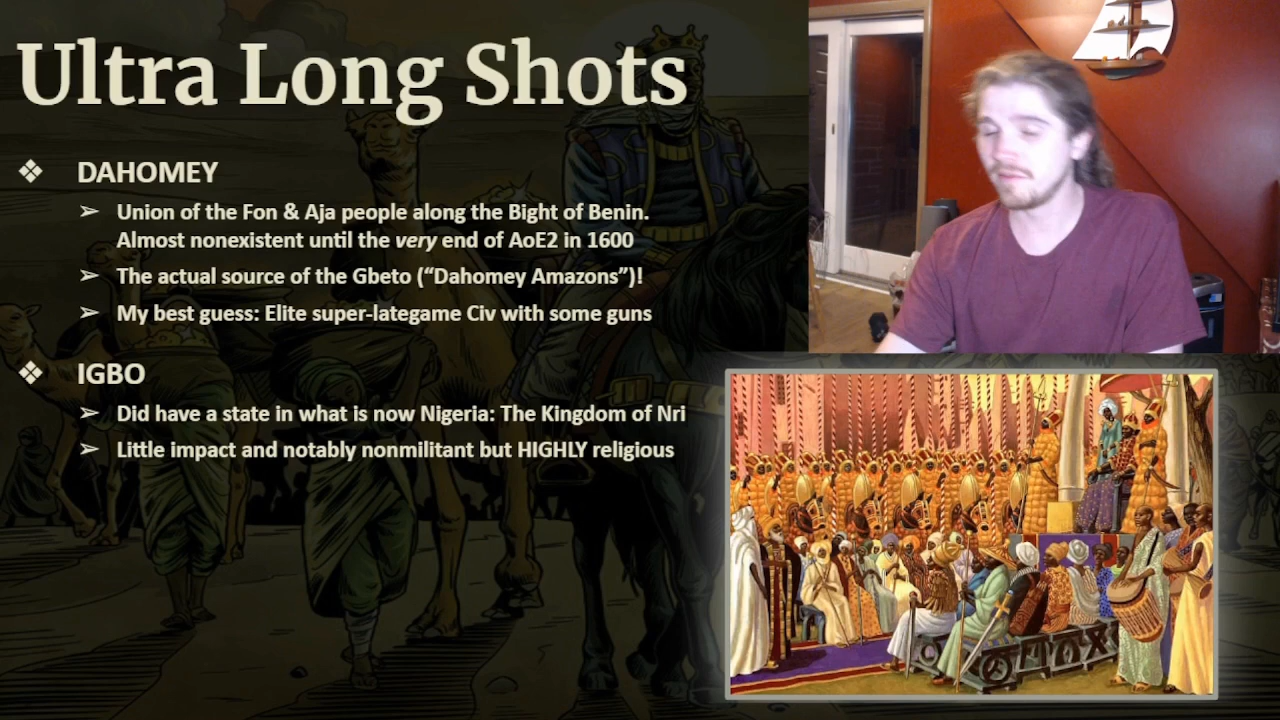 Ultra Long Shots
❖ DAHOMEY
➢ Union of the Fon & Aja people along the Bight of Benin.
Almost nonexistent until the very end of AoE2 in 1600
➢ The actual source of the Gbeto (“Dahomey Amazons”)!
➢ My best guess: Elite super-lategame Civ with some guns
❖ IGBO
➢ Did have a state in what is now Nigeria: The Kingdom of Nri
➢ Little impact and notably nonmilitant but HIGHLY religious